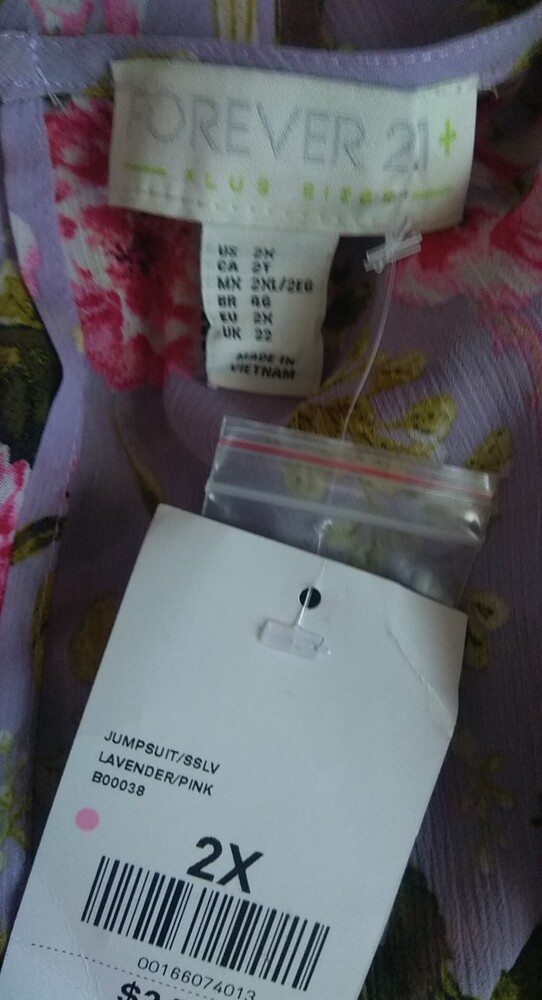 FOREVER 21+
PLUS SIZES
US 2X
CA 2T
MX 2XL/2EG
BR 4G
EU 2X
UK 22
MADE IN
VIETNAM
JUMPSUIT/SSLV
LAVENDER/PINK
B00038
2X
00166074013